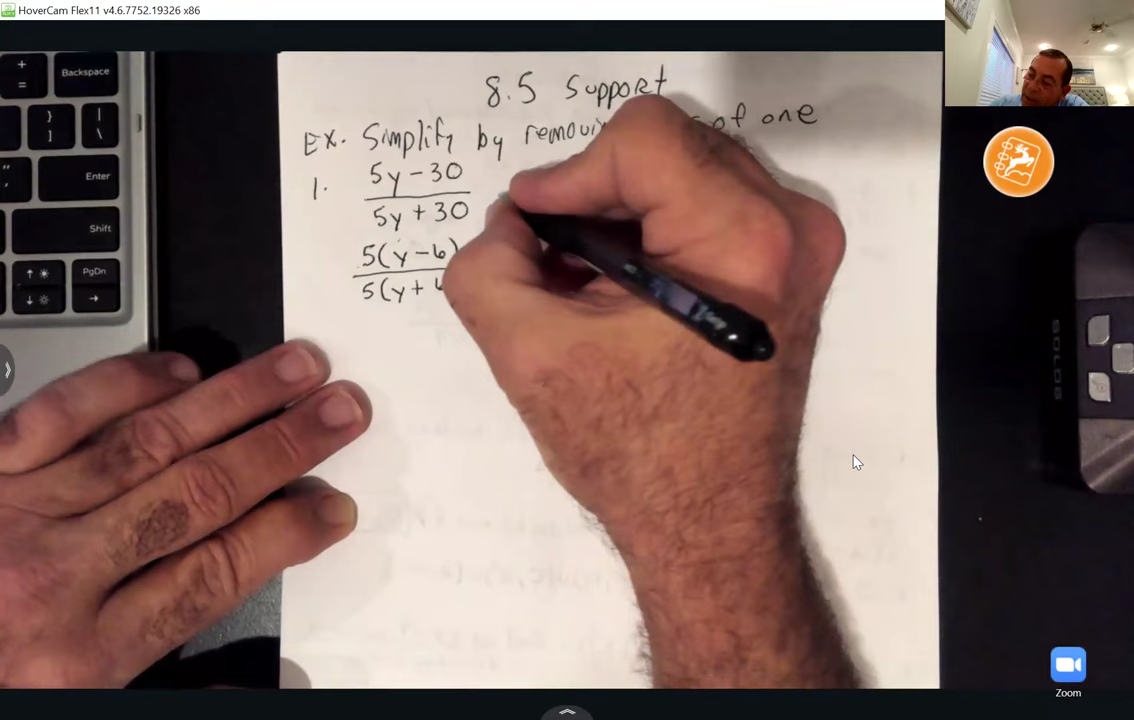 HoverCam Flex11 v4.6.7752.19326 x86
8.5 Support
EX. Simplify by of one
1. 5y - 30
5y + 30
5(y - 6)
5(y +
+
=
Backspace
}
]
|
\
"
'
Enter
?
/
Shift
PgDn
SOLDS
Zoom